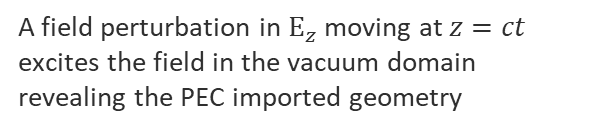 A field perturbation in E_z moving at z = ct
excites the field in the vacuum domain
revealing the PEC imported geometry